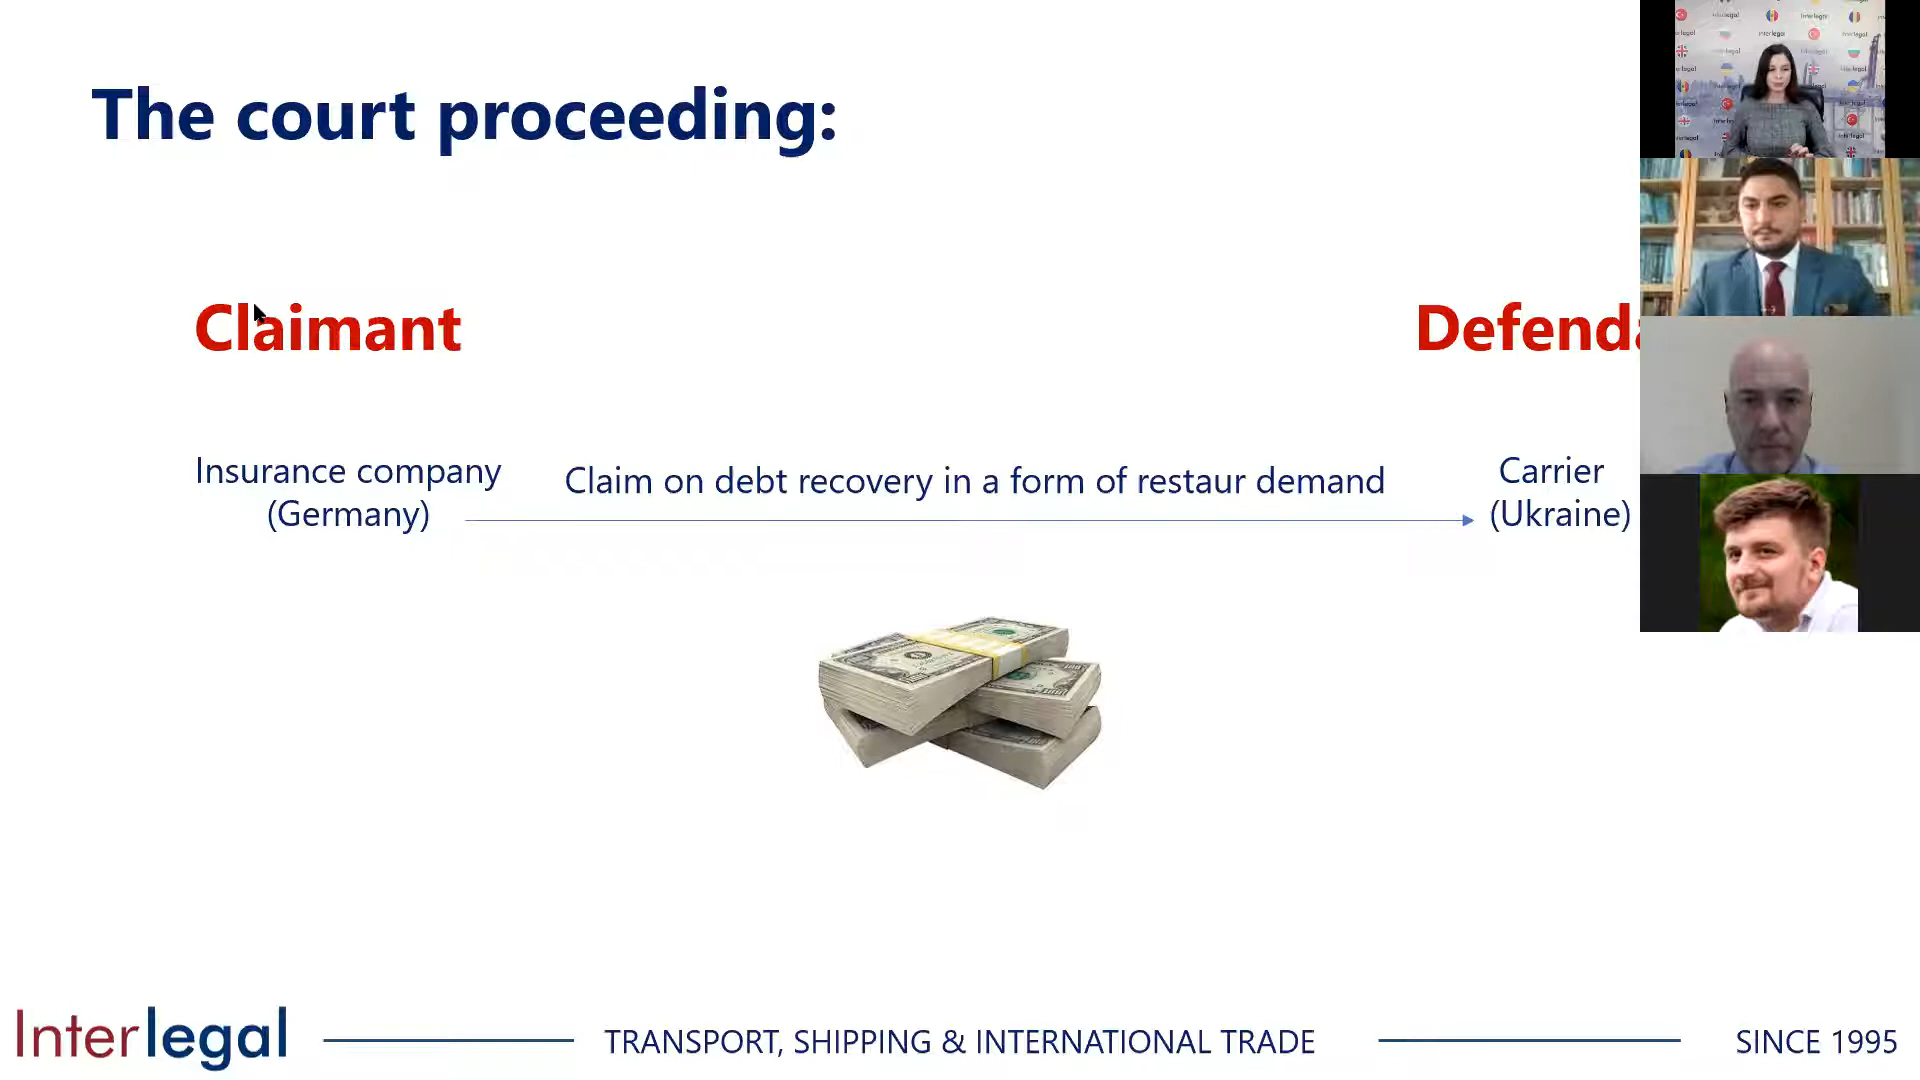 The court proceeding:
Claimant
Defenda
Insurance company
(Germany)
Claim on debt recovery in a form of restaur demand
Carrier
(Ukraine)
Interlegal
TRANSPORT, SHIPPING & INTERNATIONAL TRADE
SINCE 1995